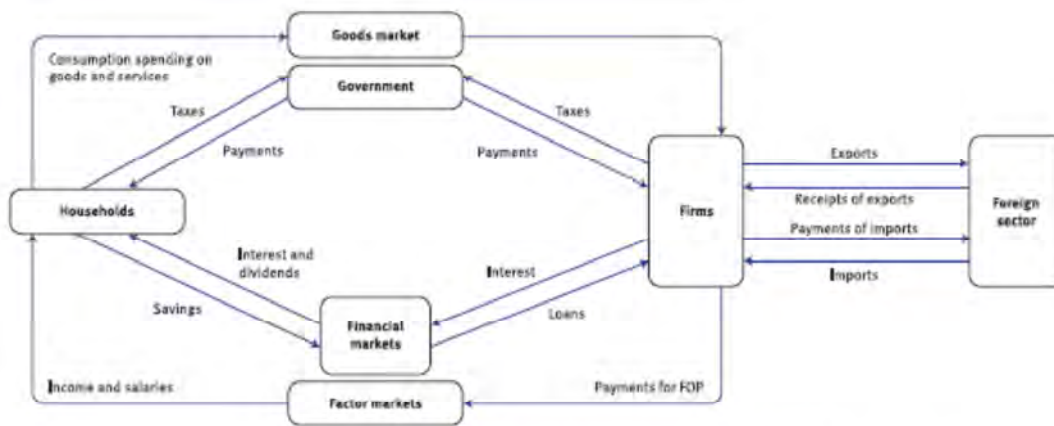 Goods market
Consumption spending on
goods and services
Government
Taxes
Taxes
Payments
Payments
Households
Firms
Exports
Receipts of exports
Payments of imports
Imports
Foreign
sector
Interest and
dividends
Interest
Savings
Loans
Financial
markets
Income and salaries
Payments for FOP
Factor markets